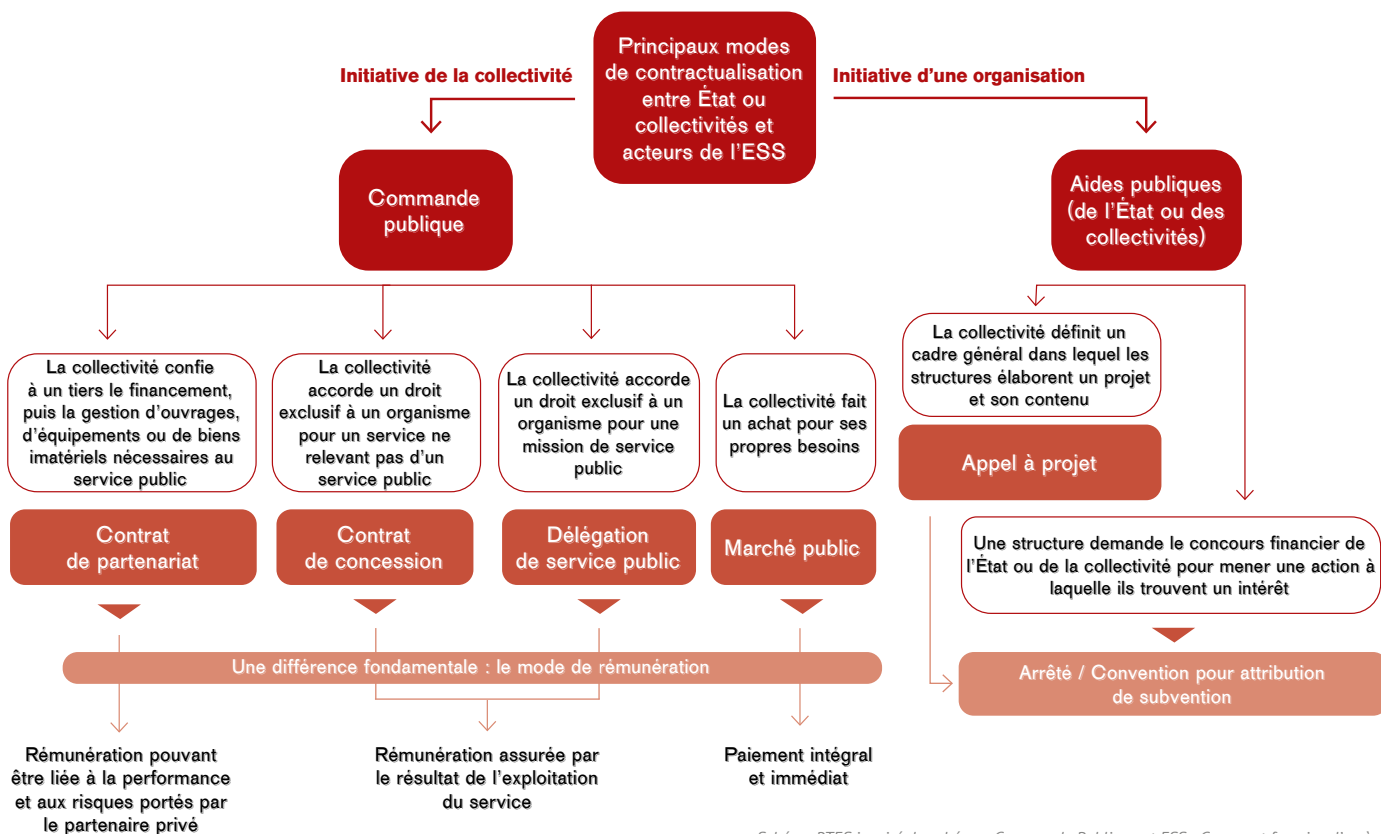 Principaux modes
de contractualisation
entre État ou
collectivités et
acteurs de l'ESS
Initiative de la collectivité
Initiative d'une organisation
Commande
publique
Aides publiques
(de l'État ou des
collectivités)
La collectivité confie
à un tiers le financement,
puis la gestion d'ouvrages,
d'équipements ou de biens
imatériels nécessaires au
service public
Contrat
de partenariat
La collectivité
accorde un droit
exclusif à un organisme
pour un service ne
relevant pas d'un
service public
Contrat
de concession
La collectivité accorde
un droit exclusif à un
organisme pour une
mission de service
public
Délégation
de service public
La collectivité fait
un achat pour ses
propres besoins
Marché public
La collectivité définit un
cadre général dans lequel les
structures élaborent un projet
et son contenu
Appel à projet
Une structure demande le concours financier de
l'État ou de la collectivité pour mener une action à
laquelle ils trouvent un intérêt
Arrêté / Convention pour attribution
de subvention
Une différence fondamentale : le mode de rémunération
Rémunération pouvant
être liée à la performance
et aux risques portés par
le partenaire privé
Rémunération assurée par
le résultat de l'exploitation
du service
Paiement intégral
et immédiat